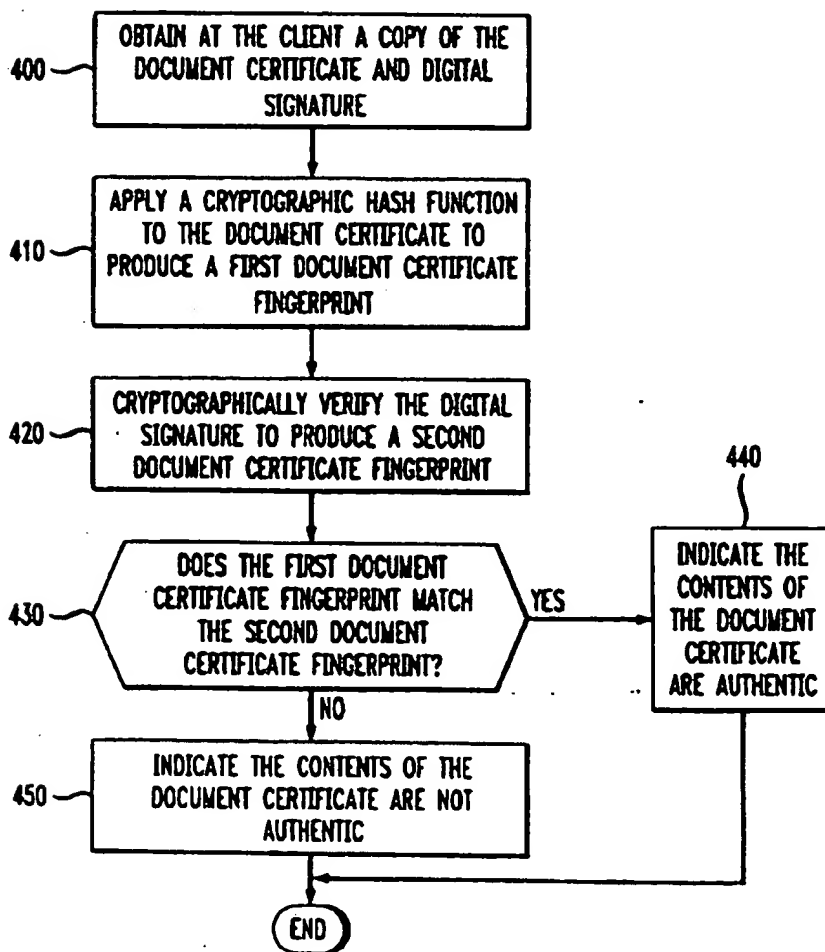 400
OBTAIN AT THE CLIENT A COPY OF THE
DOCUMENT CERTIFICATE AND DIGITAL
SIGNATURE
410
APPLY A CRYPTOGRAPHIC HASH FUNCTION
TO THE DOCUMENT CERTIFICATE TO
PRODUCE A FIRST DOCUMENT CERTIFICATE
FINGERPRINT
420
CRYPTOGRAPHICALLY VERIFY THE DIGITAL
SIGNATURE TO PRODUCE A SECOND
DOCUMENT CERTIFICATE FINGERPRINT
430
DOES THE FIRST DOCUMENT
CERTIFICATE FINGERPRINT MATCH
THE SECOND DOCUMENT
CERTIFICATE FINGERPRINT?
YES
440
INDICATE THE
CONTENTS OF
THE DOCUMENT
CERTIFICATE
ARE AUTHENTIC
NO
450
INDICATE THE CONTENTS OF THE
DOCUMENT CERTIFICATE ARE NOT
AUTHENTIC
END